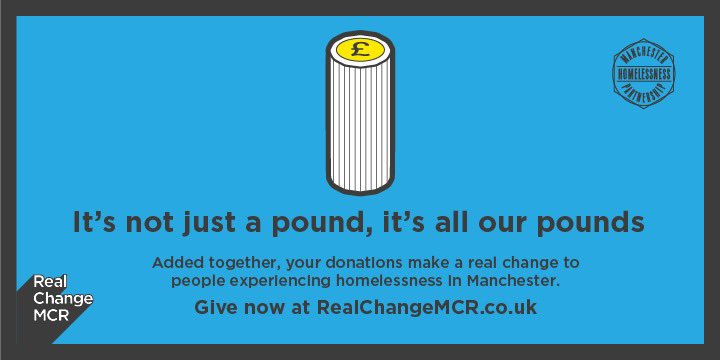 £
MANCHESTER
HOMELESSNESS
PARTNERSHIP
It's not just a pound, it's all our pounds
Added together, your donations make a real change to
people experiencing homelessness in Manchester.
Give now at RealChangeMCR.co.uk
Real
Change
MCR